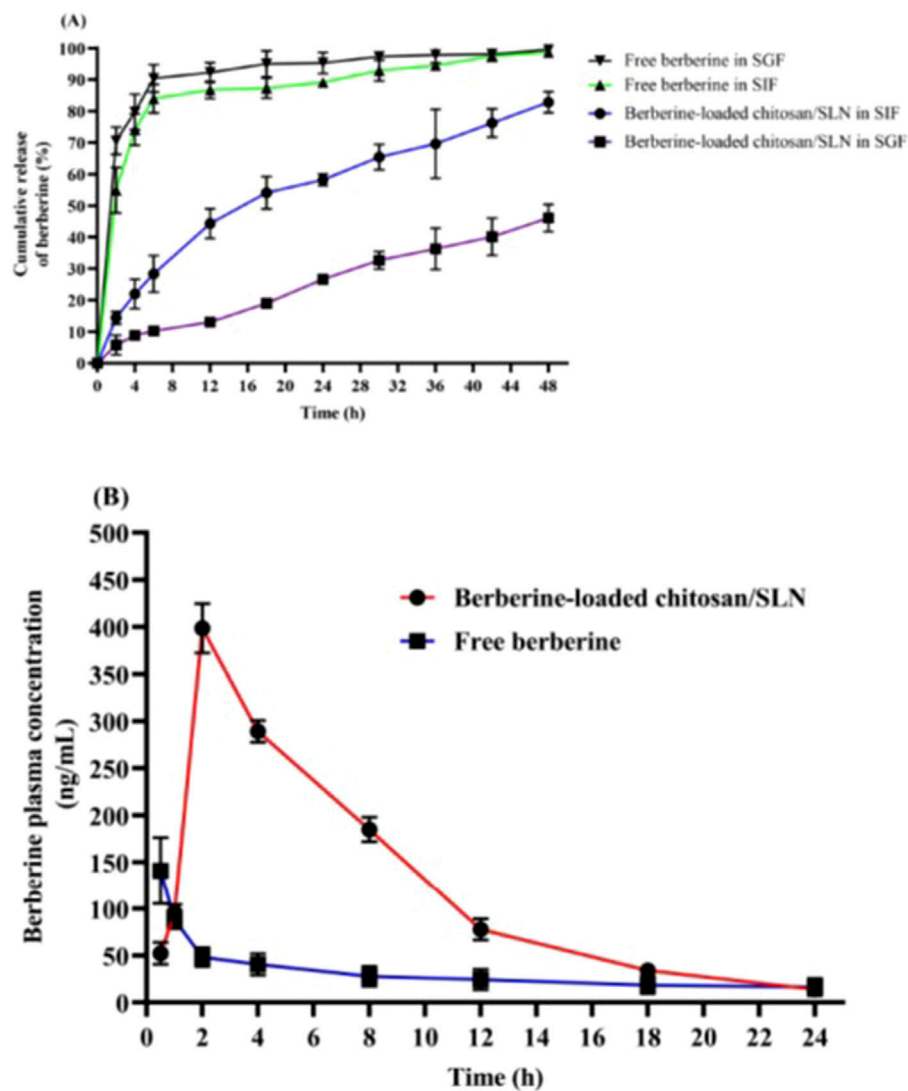 (A)
100
90
80
70
60
50
40
30
20
10
0
Cumulative release
of berberine (%)
0 2 4 6 8 12 16 20 24 28 32 36 40 44 48
Time (h)
Free berberine in SGF
Free berberine in SIF
Berberine-loaded chitosan/SLN in SIF
Berberine-loaded chitosan/SLN in SGF
(B)
500
450
400
350
300
250
200
150
100
50
0
Berberine plasma concentration
(ng/mL)
Berberine-loaded chitosan/SLN
Free berberine
0 2 4 6 8 10 12 14 16 18 20 22 24
Time (h)